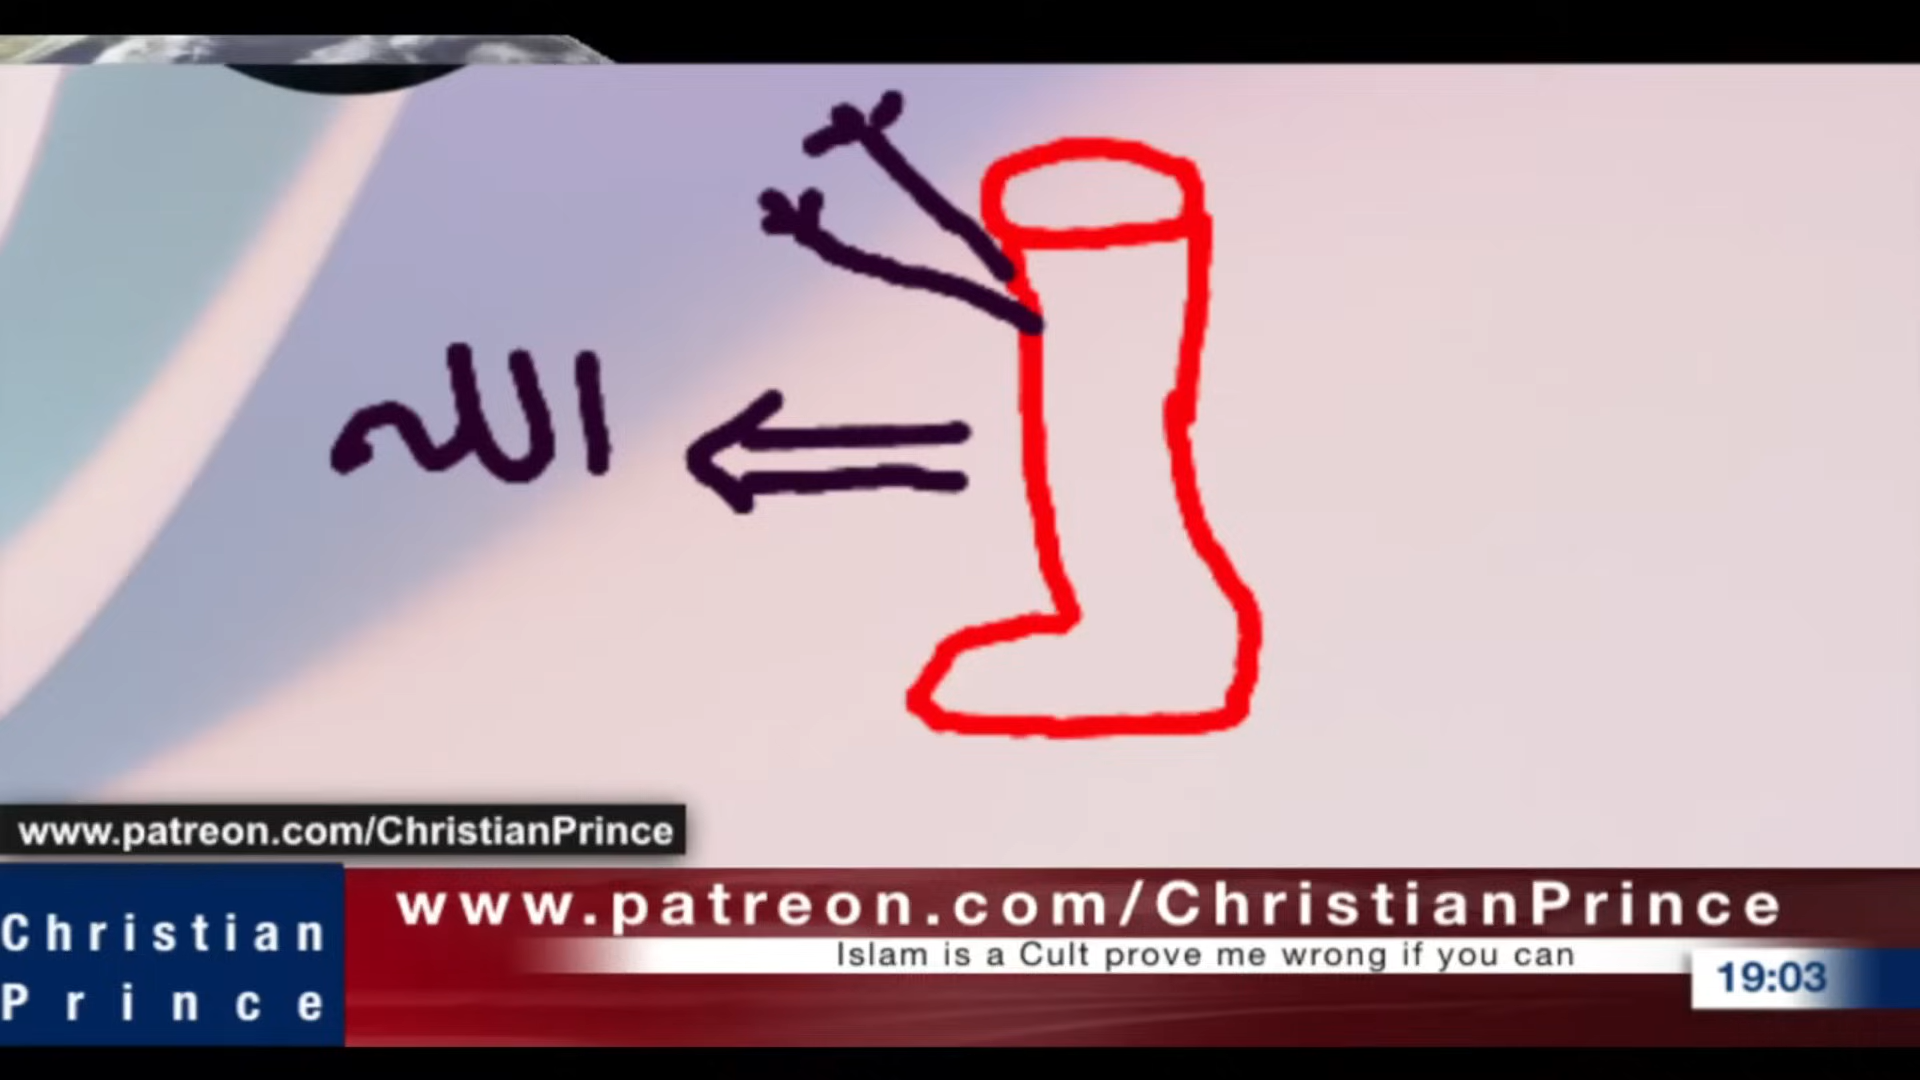 الله
www.patreon.com/ChristianPrince
Christian
Prince
www.patreon.com/ChristianPrince
Islam is a Cult prove me wrong if you can
19:03